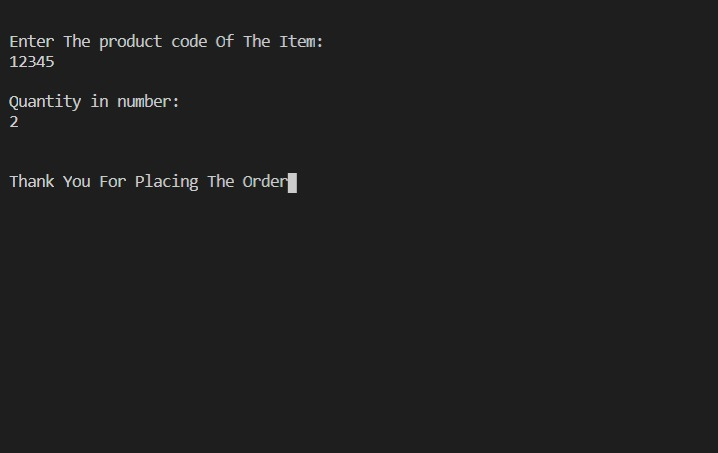 Enter The product code Of The Item:
12345
Quantity in number:
2
Thank You For Placing The Order